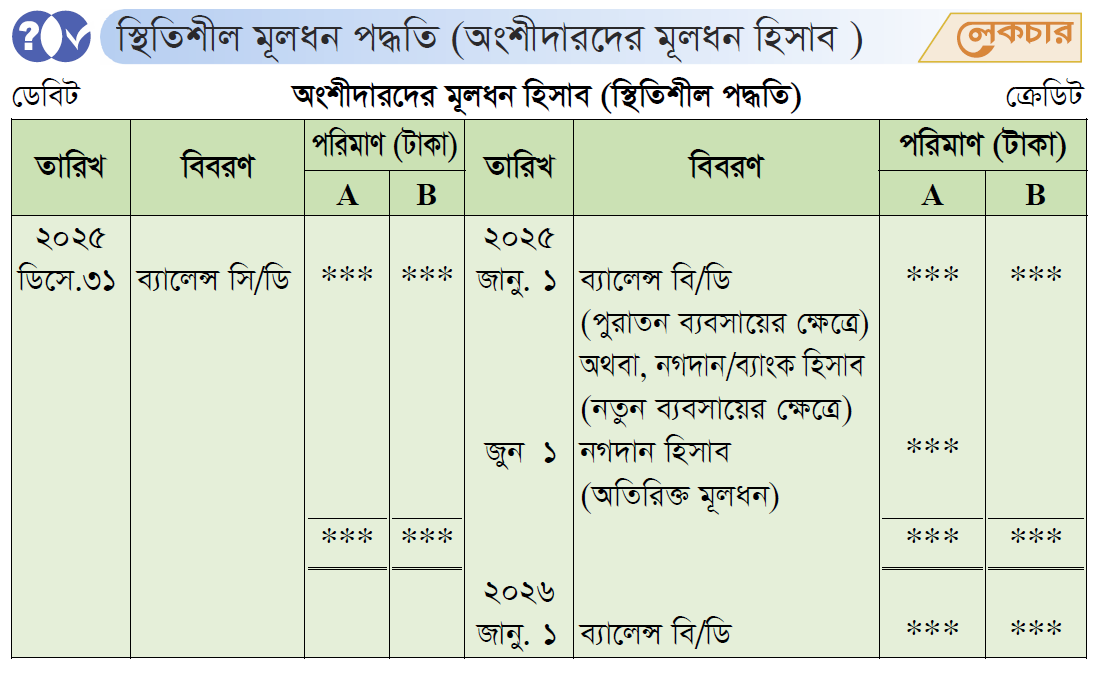 স্থিতিশীল মূলধন পদ্ধতি (অংশীদারদের মূলধন হিসাব )
লেকচার
ডেবিট অংশীদারদের মূলধন হিসাব (স্থিতিশীল পদ্ধতি) ক্রেডিট
তারিখ বিবরণ পরিমাণ (টাকা) তারিখ বিবরণ পরিমাণ (টাকা)
A B A B
২০২৫ ২০২৫
ডিসে.৩১ ব্যালেন্স সি/ডি *** *** জানু. ১ ব্যালেন্স বি/ডি *** ***
(পুরাতন ব্যবসায়ের ক্ষেত্রে)
অথবা, নগদান/ব্যাংক হিসাব
(নতুন ব্যবসায়ের ক্ষেত্রে)
জুন ১ নগদান হিসাব ***
(অতিরিক্ত মূলধন)
*** *** *** ***
২০২৬
জানু. ১ ব্যালেন্স বি/ডি *** ***